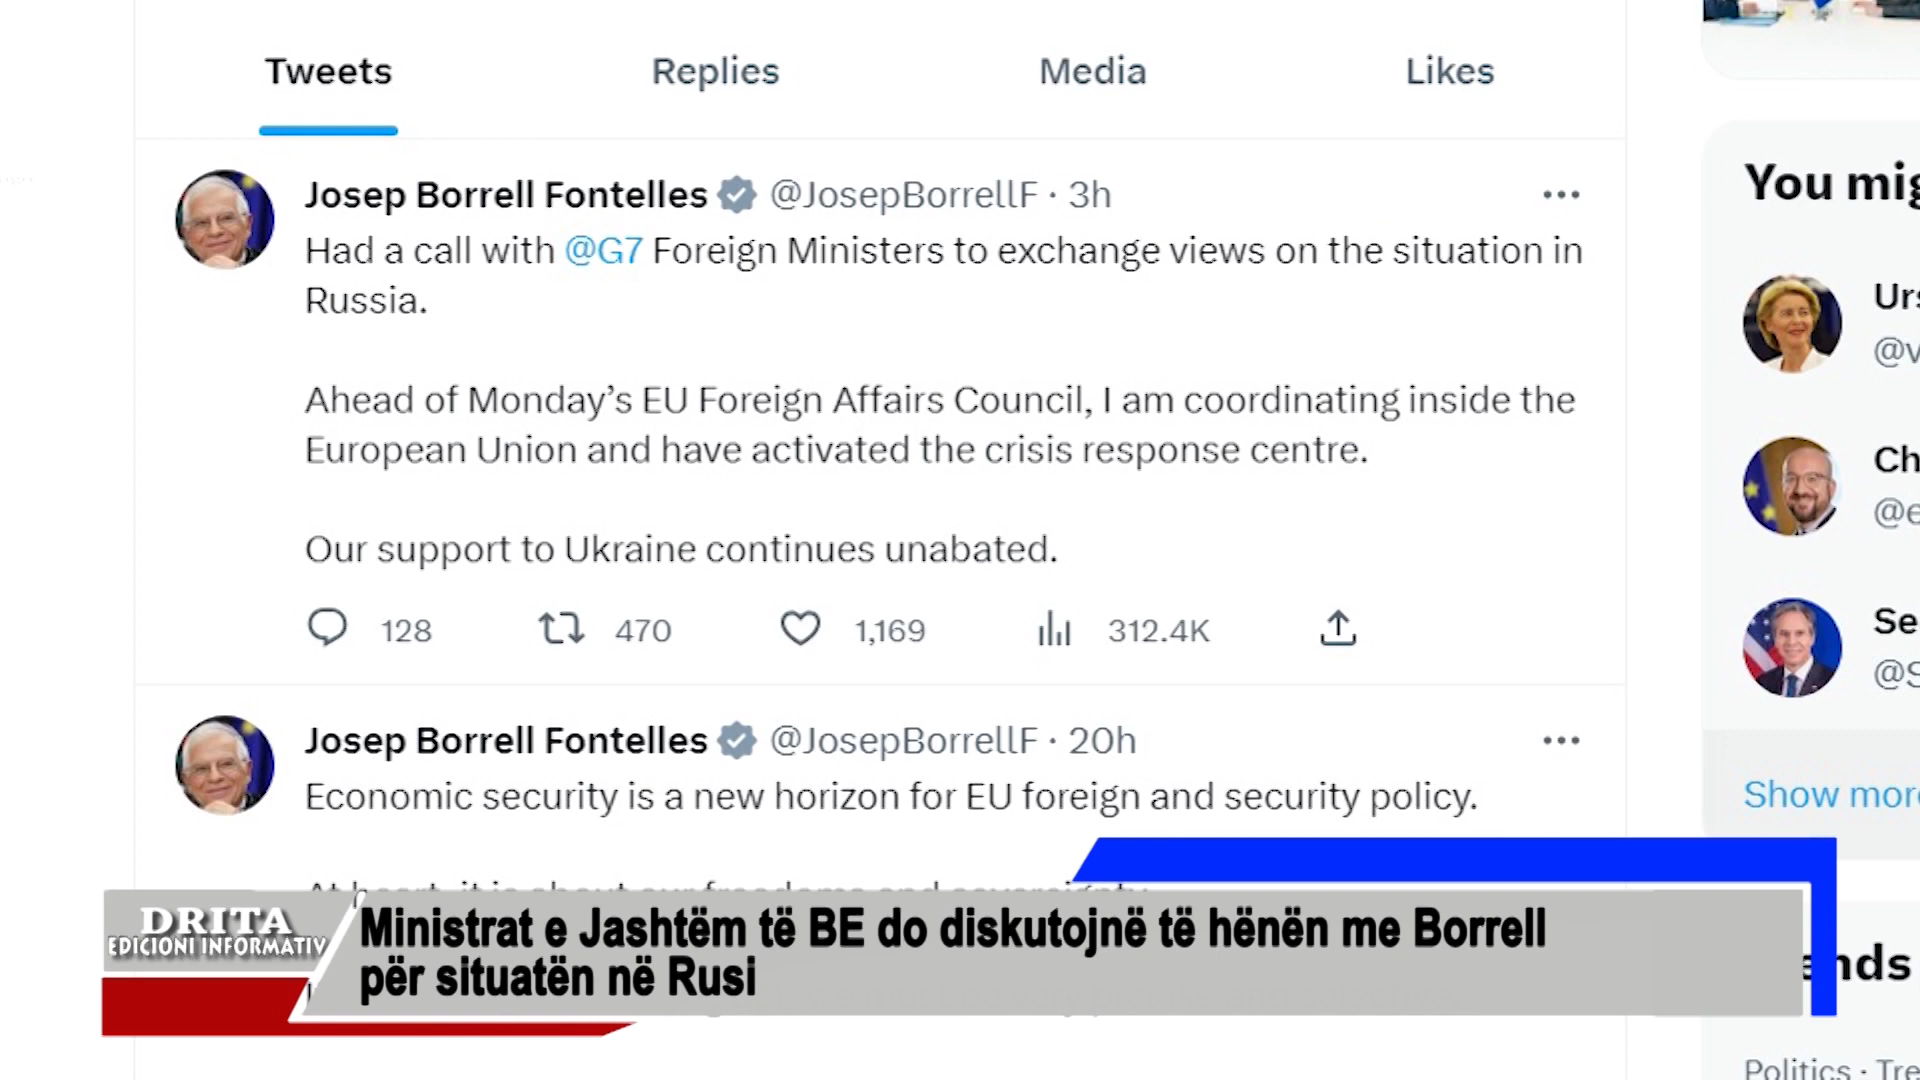 Tweets
Replies
Media
Likes
Josep Borrell Fontelles @JosepBorrellF · 3h
Had a call with @G7 Foreign Ministers to exchange views on the situation in
Russia.
Ahead of Monday's EU Foreign Affairs Council, I am coordinating inside the
European Union and have activated the crisis response centre.
Our support to Ukraine continues unabated.
128 470 1,169 312.4K
Josep Borrell Fontelles @JosepBorrellF · 20h
Economic security is a new horizon for EU foreign and security policy.
You mig
Urs
@v
Ch
@e
Se
@S
Show more
ends
Politics · Tre
DRITA
EDICIONI INFORMATIV
Ministrat e Jashtëm të BE do diskutojnë të hënën me Borrell
për situatën në Rusi